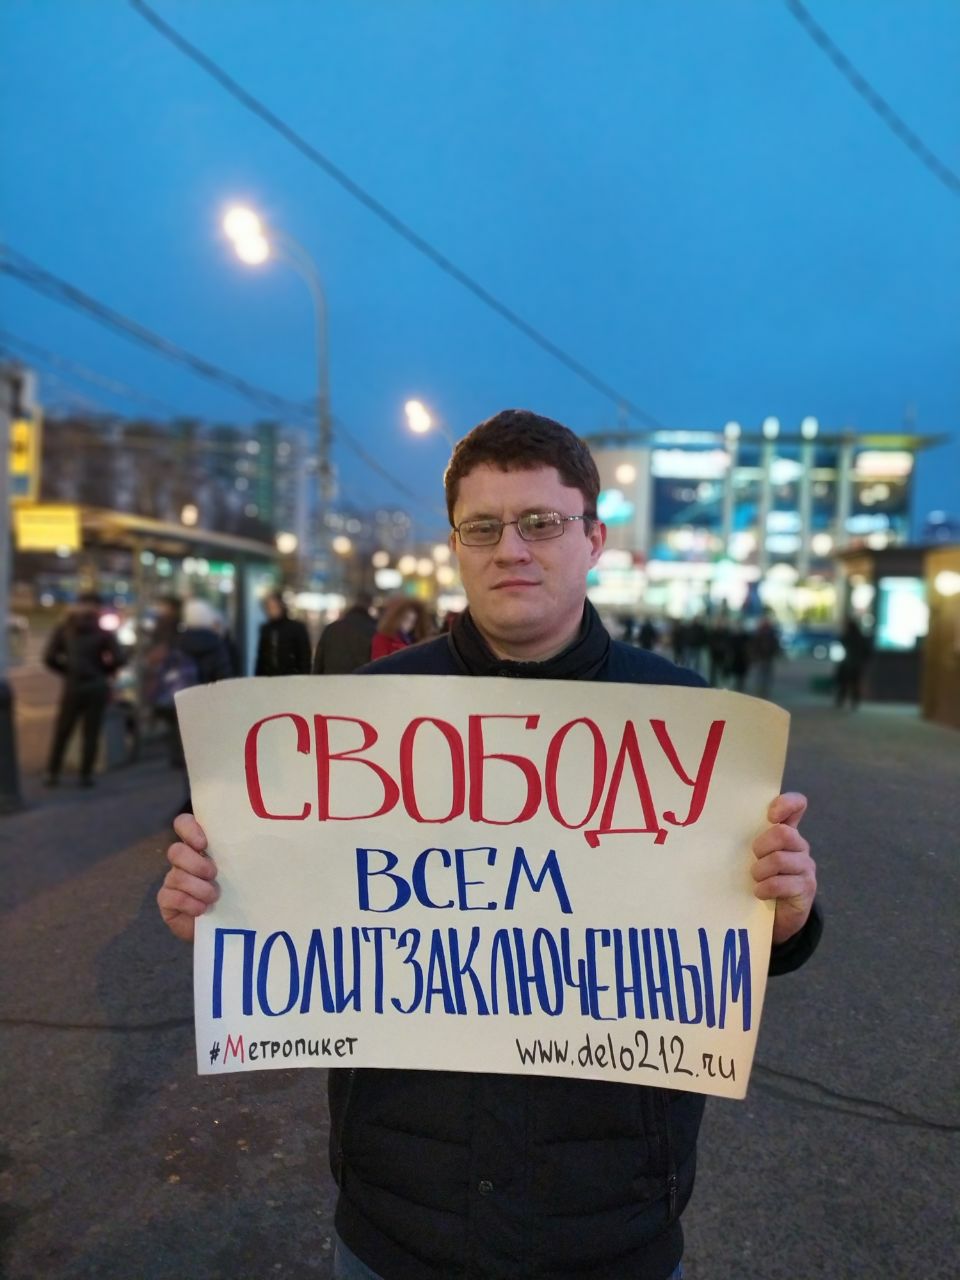 СВОБОДУ
ВСЕМ
ПОЛИТЗАКЛЮЧЕННЫМ
#Метропикет
www.delo212.ru